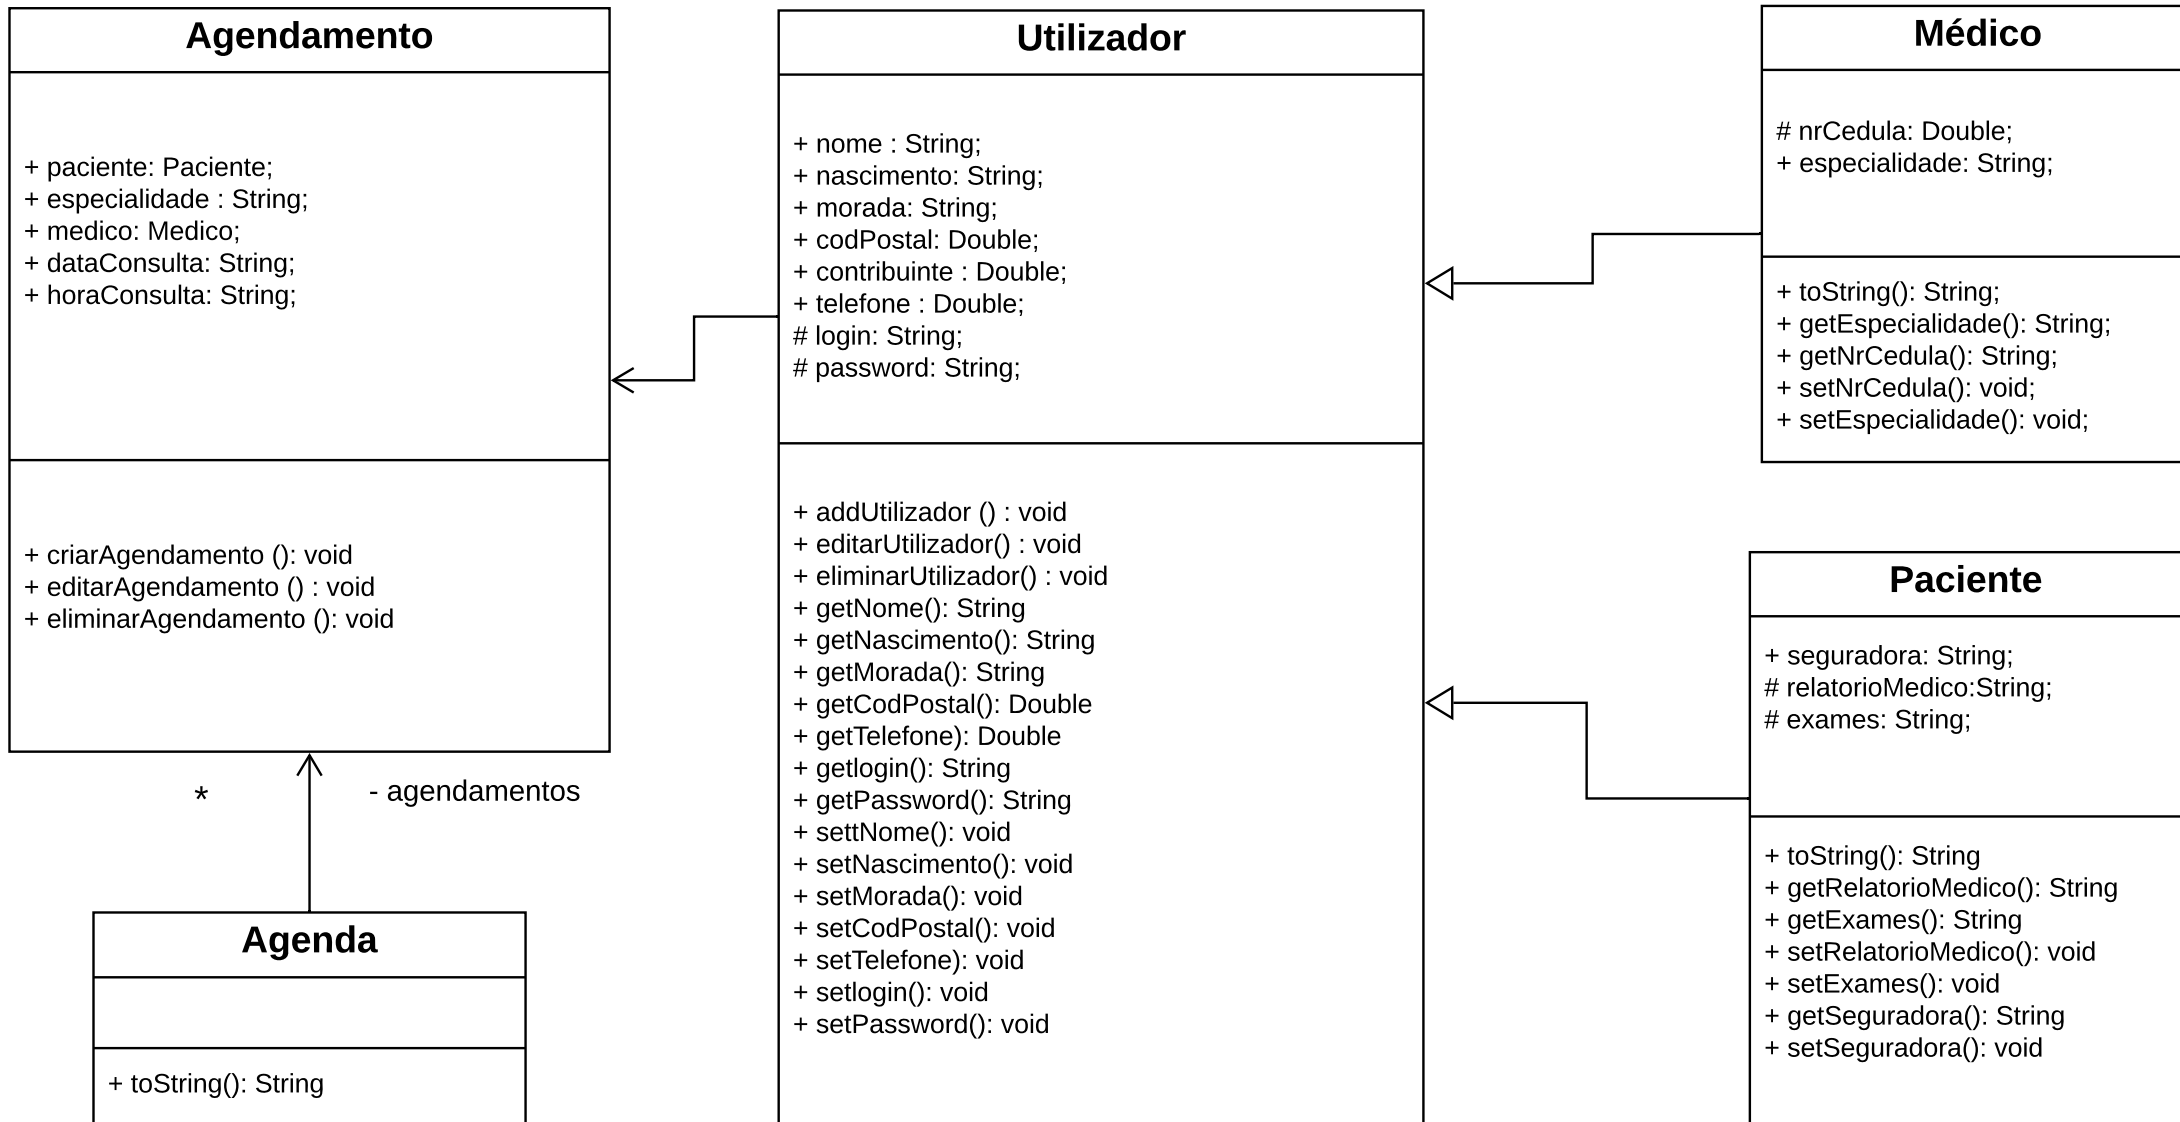 Agendamento
+ paciente: Paciente;
+ especialidade : String;
+ medico: Medico;
+ dataConsulta: String;
+ horaConsulta: String;
+ criarAgendamento (): void
+ editarAgendamento () : void
+ eliminarAgendamento (): void
*
- agendamentos
Agenda
+ toString(): String
Utilizador
+ nome : String;
+ nascimento: String;
+ morada: String;
+ codPostal: Double;
+ contribuinte : Double;
+ telefone : Double;
# login: String;
# password: String;
+ addUtilizador () : void
+ editarUtilizador() : void
+ eliminarUtilizador() : void
+ getNome(): String
+ getNascimento(): String
+ getMorada(): String
+ getCodPostal(): Double
+ getTelefone): Double
+ getlogin(): String
+ getPassword(): String
+ settNome(): void
+ setNascimento(): void
+ setMorada(): void
+ setCodPostal(): void
+ setTelefone): void
+ setlogin(): void
+ setPassword(): void
Médico
# nrCedula: Double;
+ especialidade: String;
+ toString(): String;
+ getEspecialidade(): String;
+ getNrCedula(): String;
+ setNrCedula(): void;
+ setEspecialidade(): void;
Paciente
+ seguradora: String;
# relatorioMedico:String;
# exames: String;
+ toString(): String
+ getRelatorioMedico(): String
+ getExames(): String
+ setRelatorioMedico(): void
+ setExames(): void
+ getSeguradora(): String
+ setSeguradora(): void